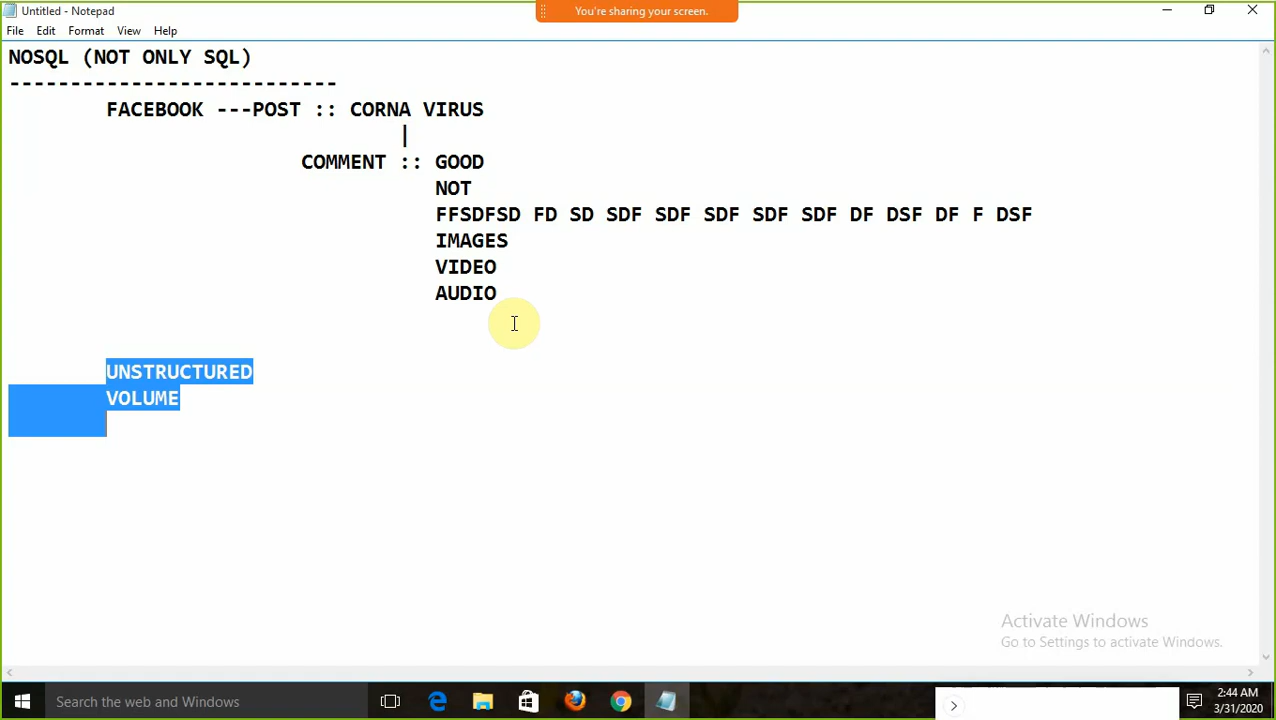 Untitled - Notepad
You're sharing your screen.
File Edit Format View Help
NOSQL (NOT ONLY SQL)
---------------------------
FACEBOOK ---POST :: CORNA VIRUS
|
COMMENT :: GOOD
NOT
FFSDFSD FD SD SDF SDF SDF SDF SDF DF DSF DF F DSF
IMAGES
VIDEO
AUDIO
UNSTRUCTURED
VOLUME
Activate Windows
Go to Settings to activate Windows.
Search the web and Windows
2:44 AM
3/31/2020